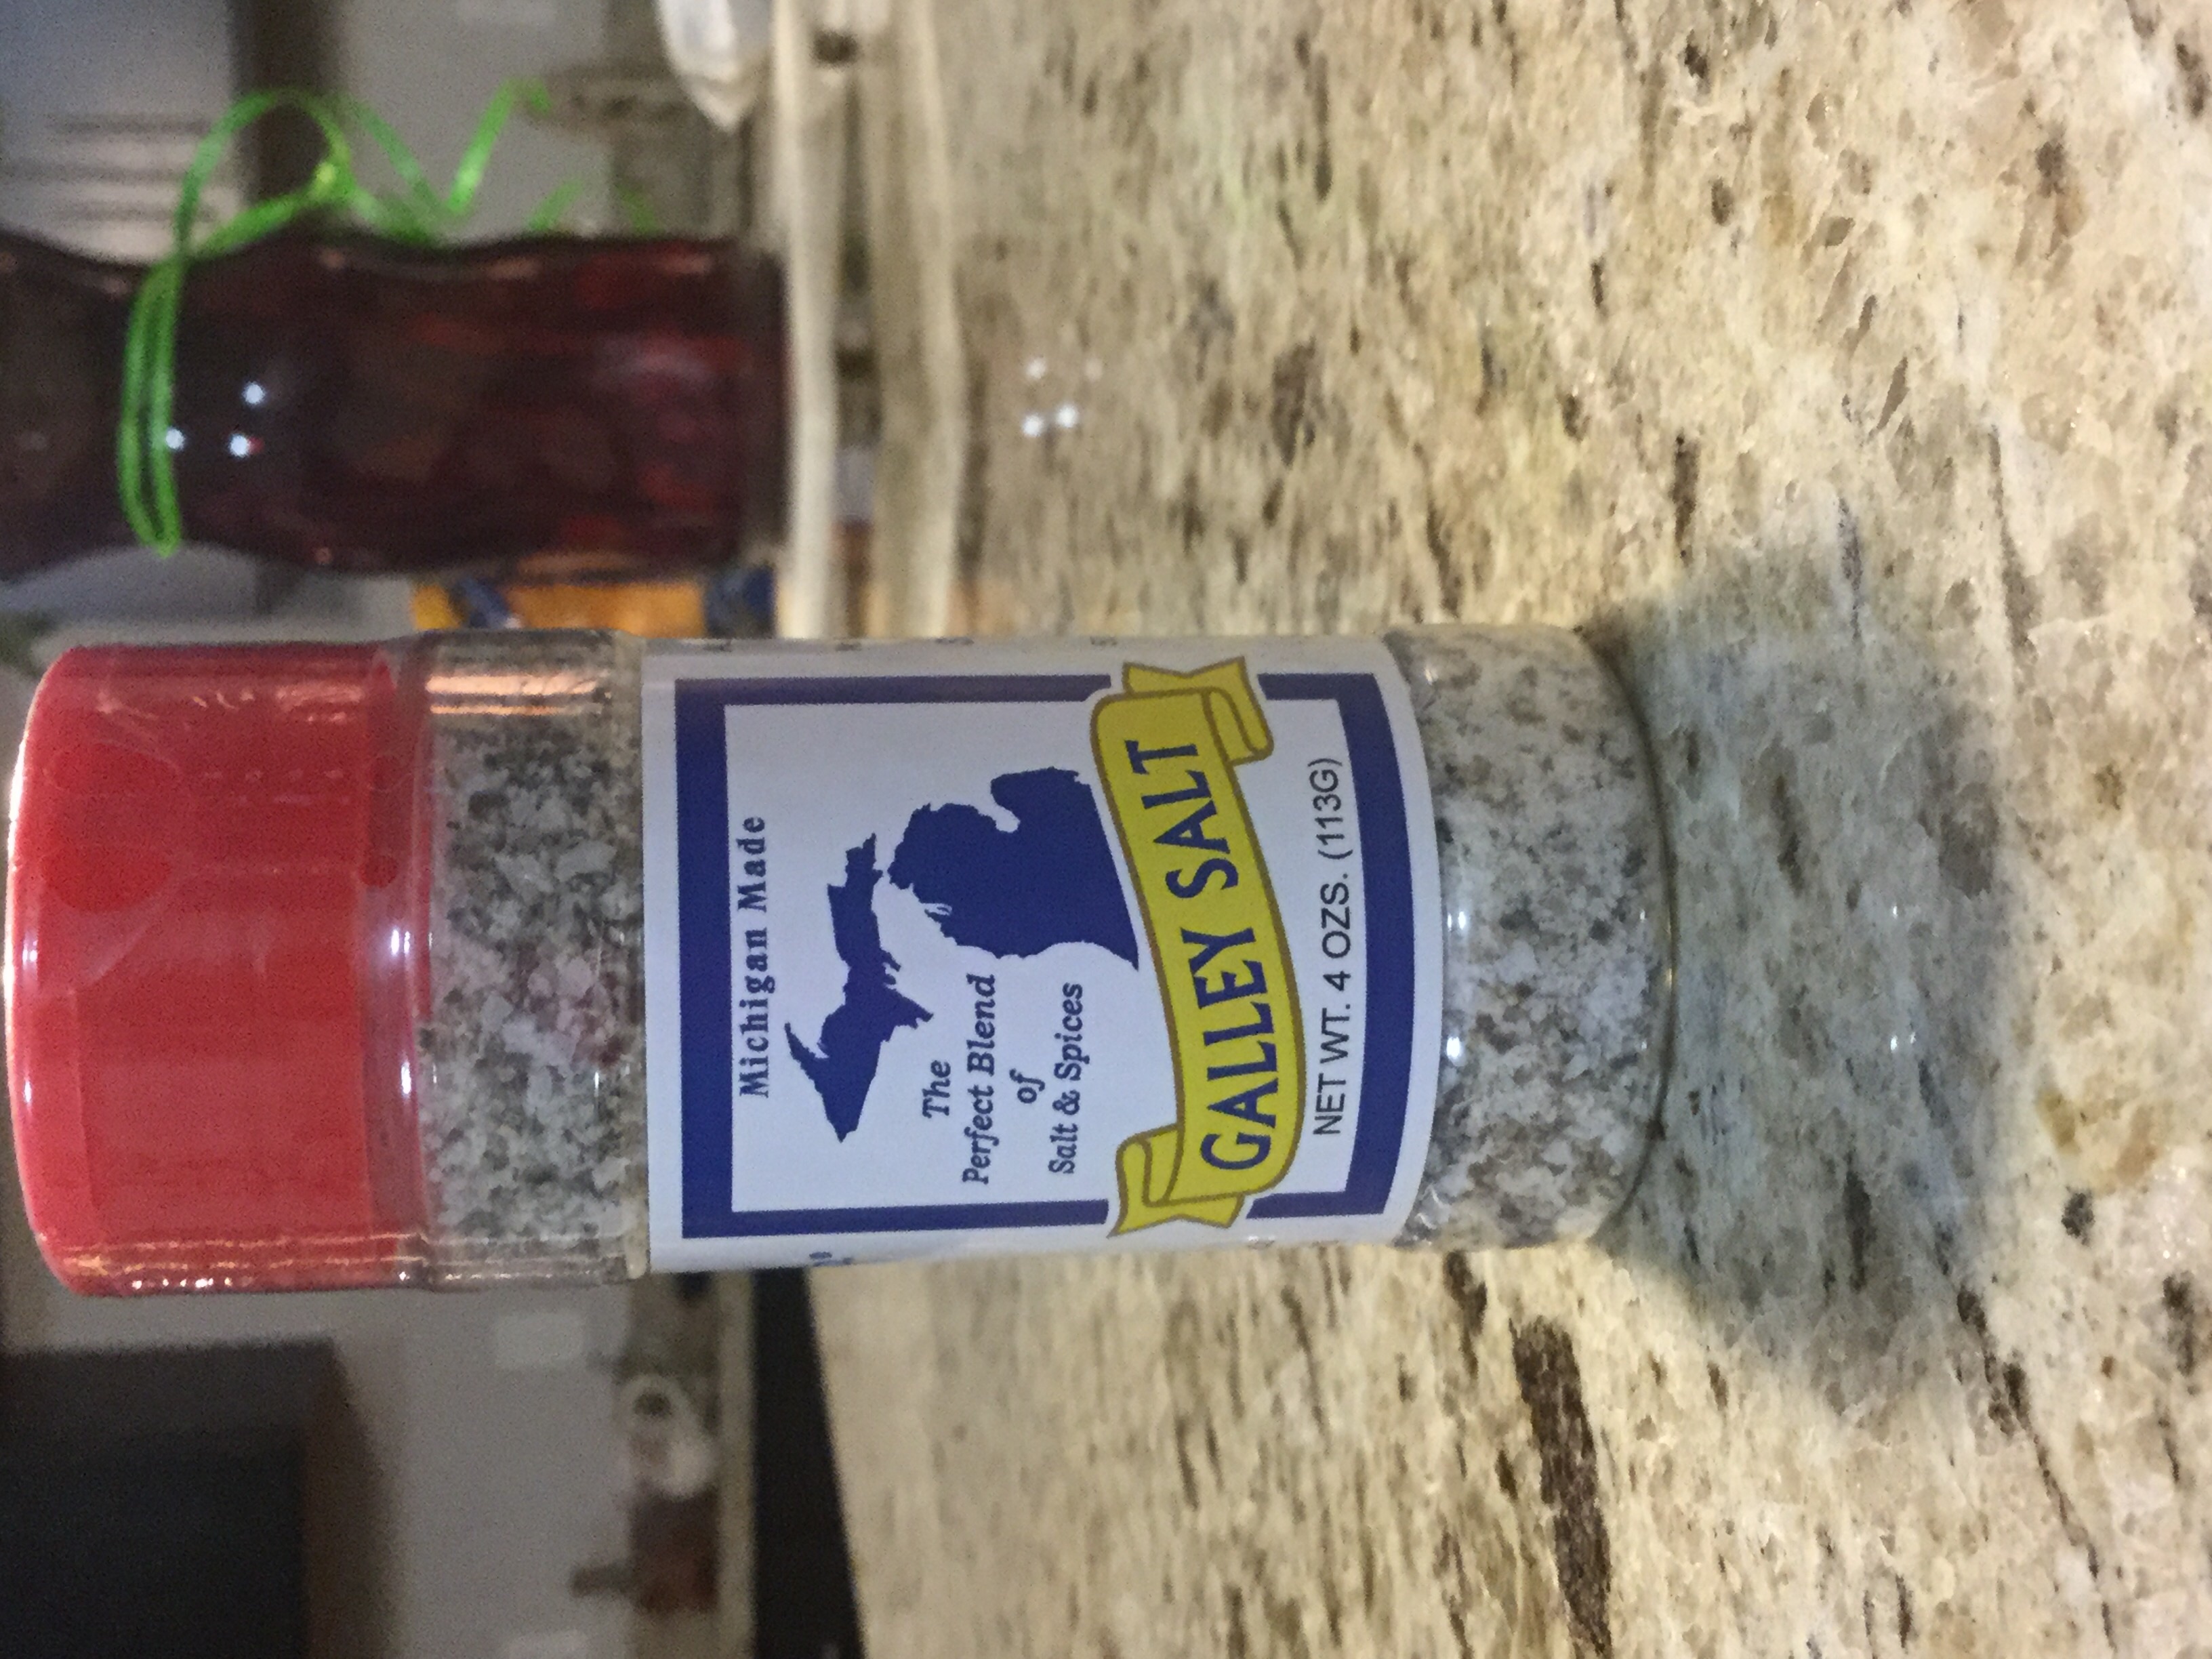 Michigan Made
The
Perfect Blend
of
Salt & Spices
GALLEY SALT
NET WT. 4 OZS. (113G)